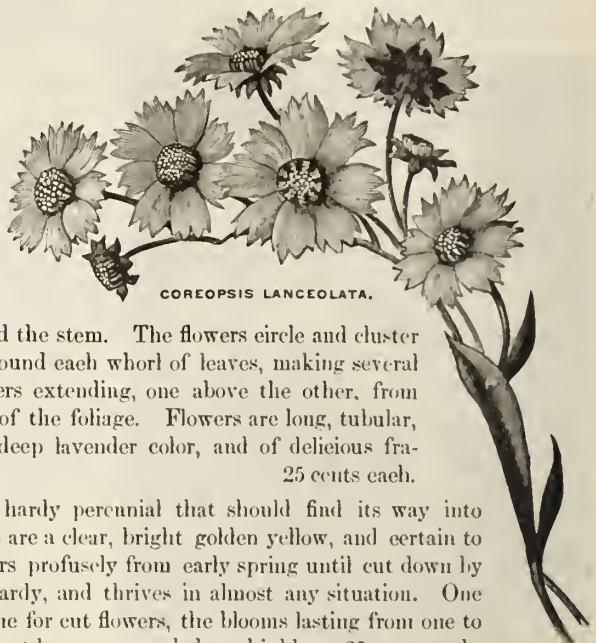 COREOPSIS LANCEOLATA.
d the stem. The flowers circle and cluster
ound each whorl of leaves, making several
ers extending, one above the other, from
of the foliage. Flowers are long, tubular,
deep lavender color, and of delicious fra-
25 cents each.
hardy perennial that should find its way into
are a clear, bright golden yellow, and certain to
rs profusely from early spring until cut down by
ardy, and thrives in almost any situation. One
ne for cut flowers, the blooms lasting from one to